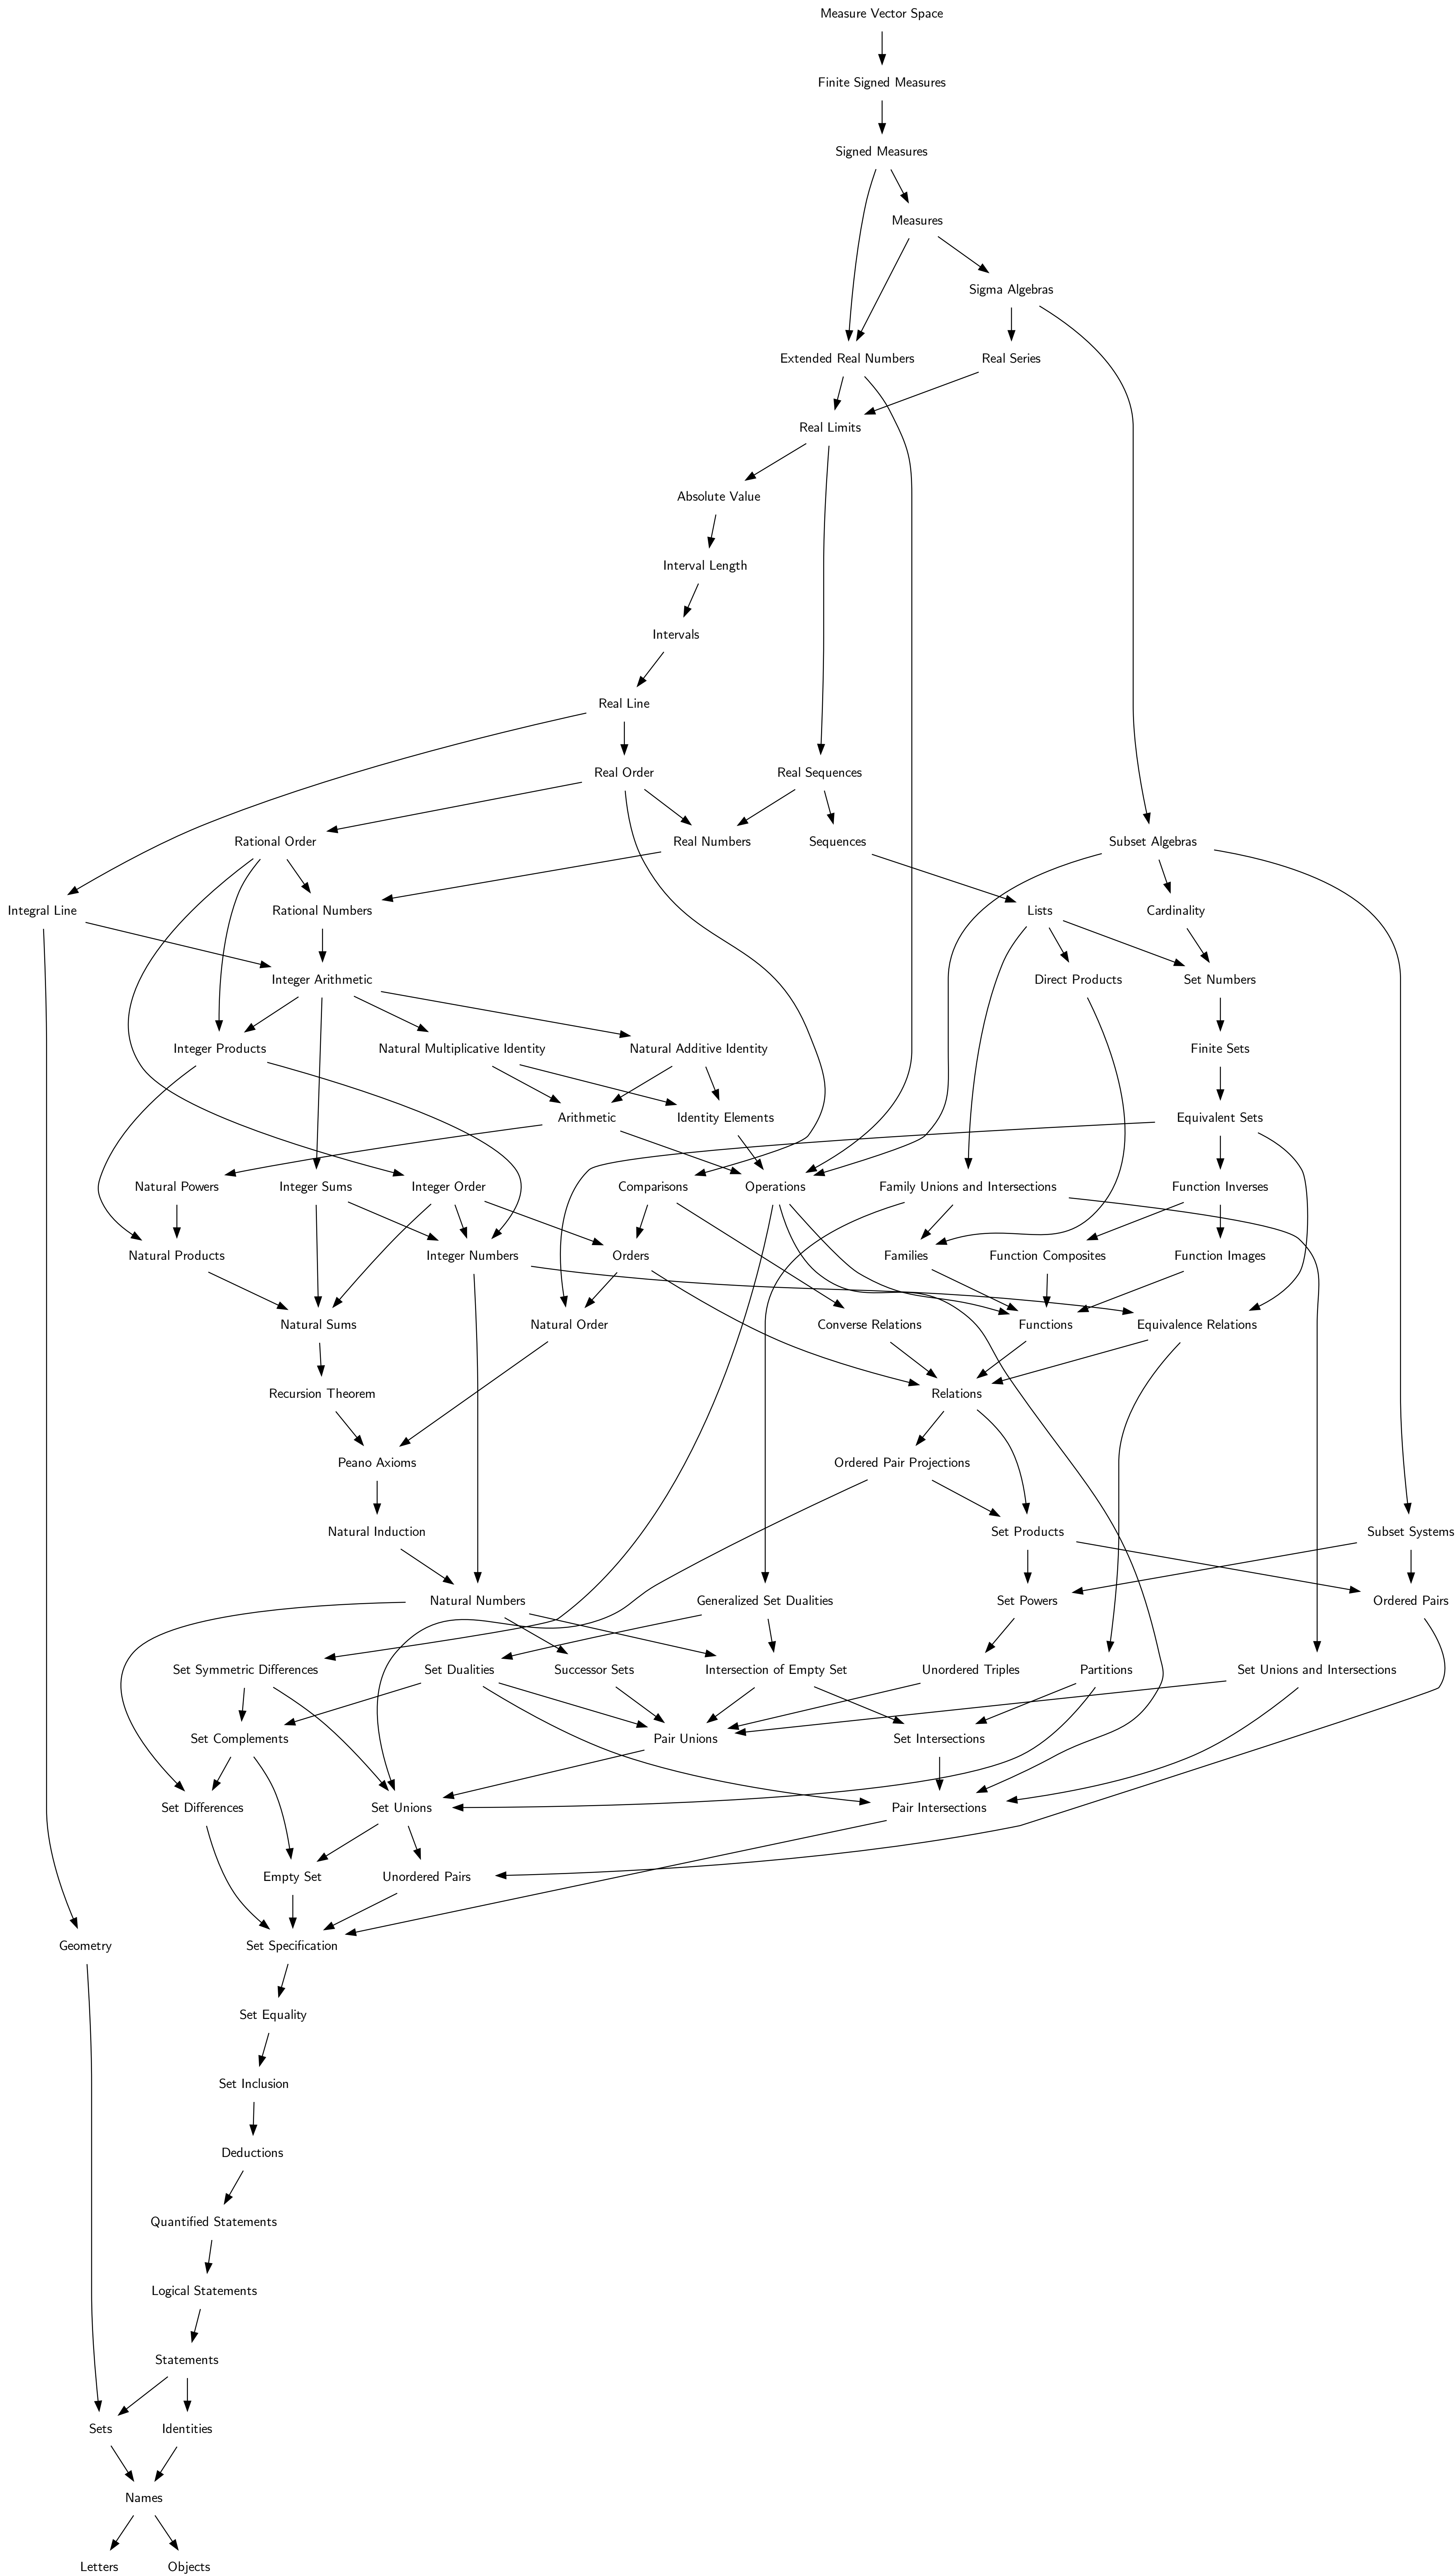 Measure Vector Space
Finite Signed Measures
Signed Measures
Measures
Sigma Algebras
Extended Real Numbers
Real Series
Real Limits
Absolute Value
Interval Length
Intervals
Real Line
Real Order
Real Sequences
Rational Order
Real Numbers
Sequences
Subset Algebras
Integral Line
Rational Numbers
Lists
Cardinality
Integer Arithmetic
Direct Products
Set Numbers
Integer Products
Natural Multiplicative Identity
Natural Additive Identity
Finite Sets
Arithmetic
Identity Elements
Equivalent Sets
Natural Powers
Integer Sums
Integer Order
Comparisons
Operations
Family Unions and Intersections
Function Inverses
Natural Products
Integer Numbers
Orders
Families
Function Composites
Function Images
Natural Sums
Natural Order
Converse Relations
Functions
Equivalence Relations
Recursion Theorem
Relations
Peano Axioms
Ordered Pair Projections
Natural Induction
Set Products
Subset Systems
Natural Numbers
Generalized Set Dualities
Set Powers
Ordered Pairs
Set Symmetric Differences
Set Dualities
Successor Sets
Intersection of Empty Set
Unordered Triples
Partitions
Set Unions and Intersections
Set Complements
Pair Unions
Set Intersections
Set Differences
Set Unions
Pair Intersections
Empty Set
Unordered Pairs
Geometry
Set Specification
Set Equality
Set Inclusion
Deductions
Quantified Statements
Logical Statements
Statements
Sets
Identities
Names
Letters
Objects